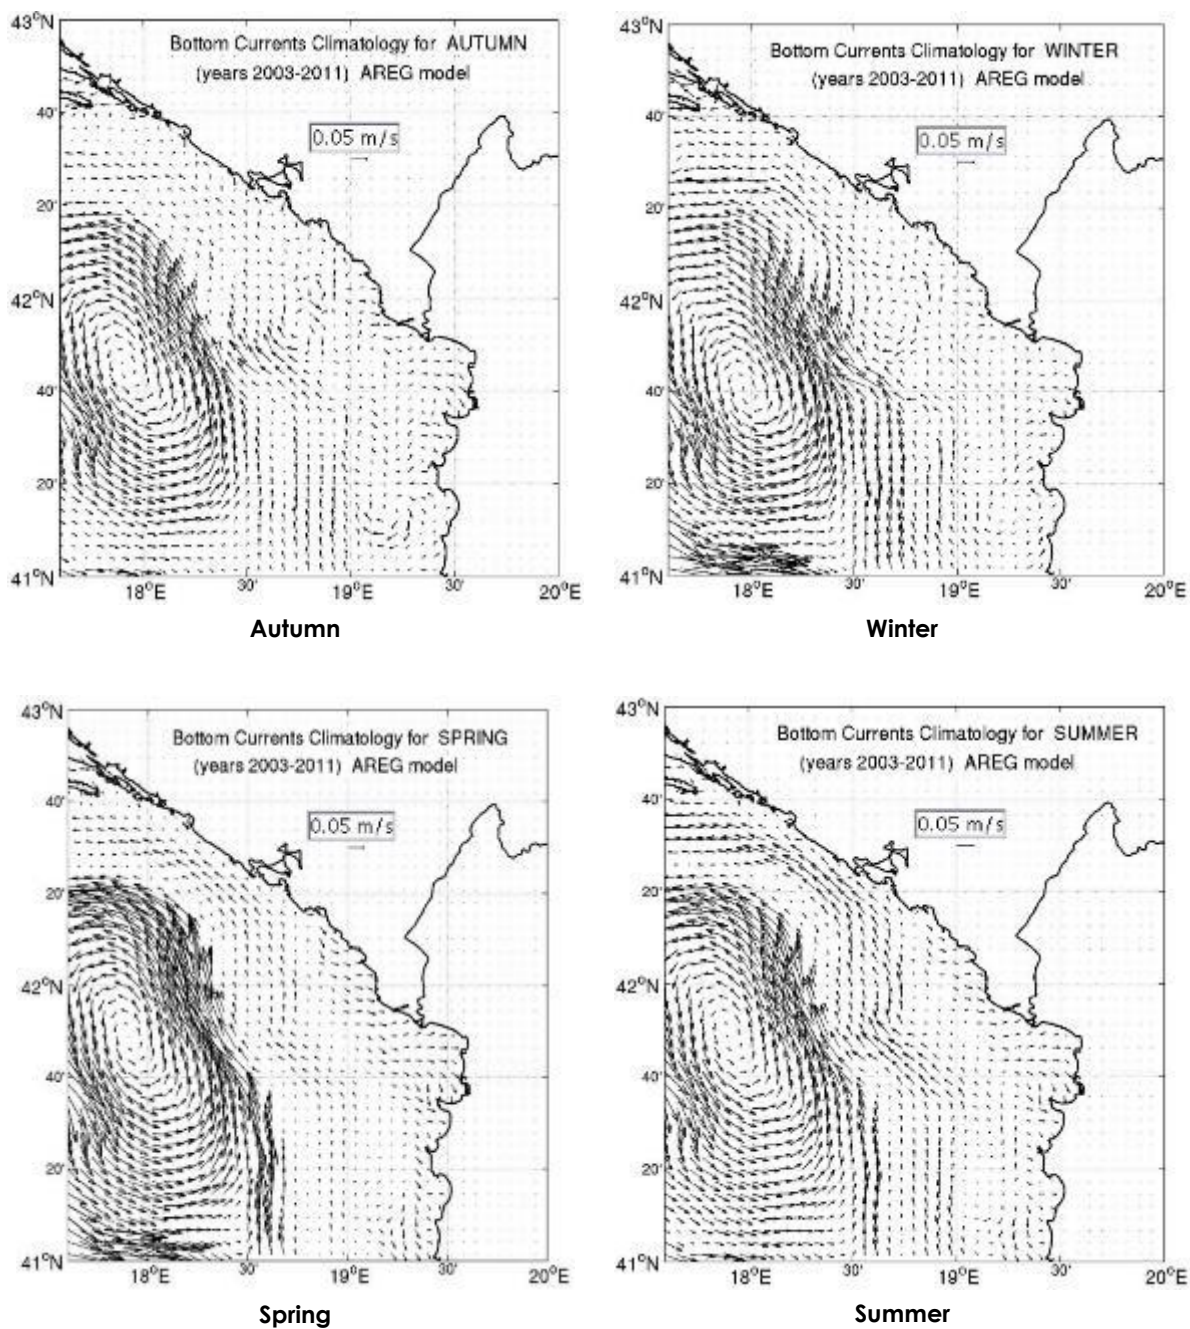 43°N
Bottom Currents Climatology for AUTUMN
(years 2003-2011) AREG model
40'
0.05 m/s
20'
42°N
40'
20'
41°N
18°E
30'
19°E
30'
20°E
Autumn
43°N
Bottom Currents Climatology for WINTER
(years 2003-2011) AREG model
40'
0.05 m/s
20'
42°N
40'
20'
41°N
18°E
30'
19°E
30'
20°E
Winter
43°N
Bottom Currents Climatology for SPRING
(years 2003-2011) AREG model
40'
0.05 m/s
20'
42°N
40'
20'
41°N
18°E
30'
19°E
30'
20°E
Spring
43°N
Bottom Currents Climatology for SUMMER
(years 2003-2011) AREG model
40'
0.05 m/s
20'
42°N
40'
20'
41°N
18°E
30'
19°E
30'
20°E
Summer